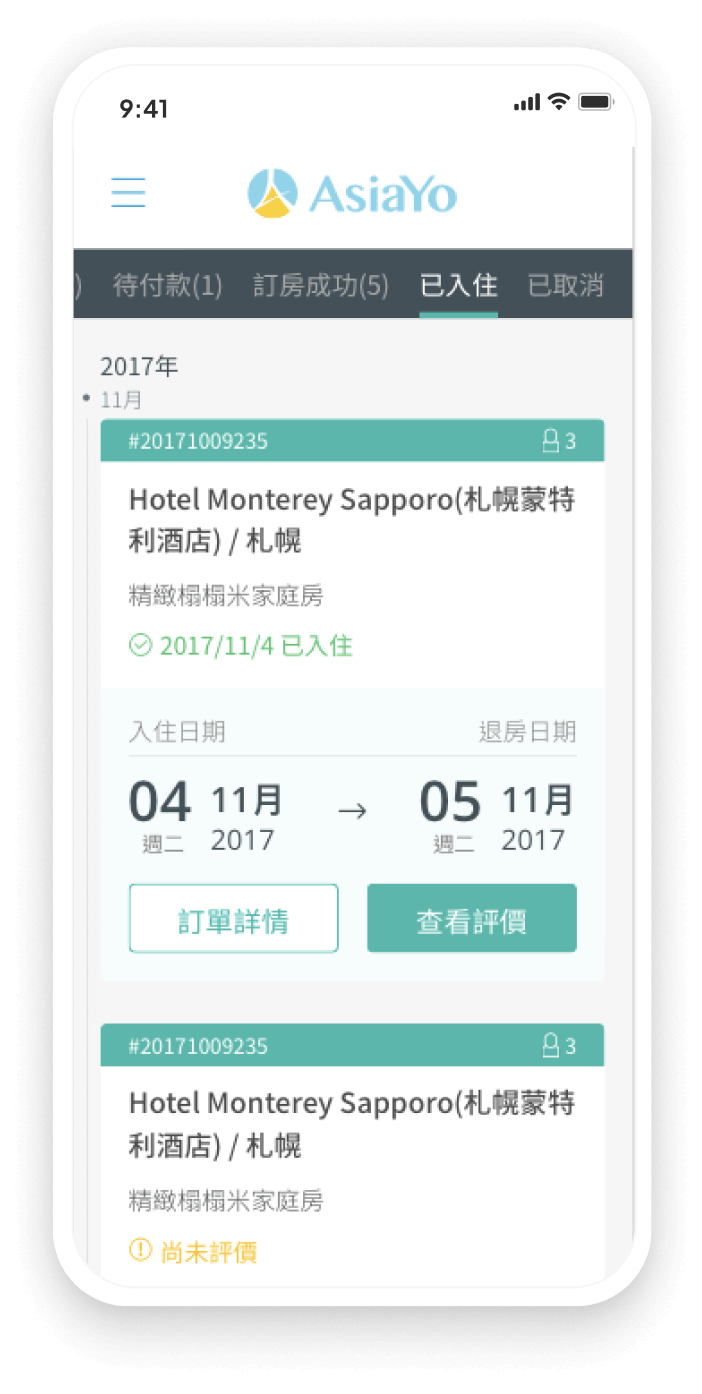 9:41
AsiaYo
) 待付款(1) 訂房成功(5) 已入住 已取消
2017年
11月
#20171009235 3
Hotel Monterey Sapporo(札幌蒙特
利酒店) / 札幌
精緻榻榻米家庭房
2017/11/4 已入住
入住日期 退房日期
04 11月 → 05 11月
週二 2017 週二 2017
訂單詳情 查看評價
#20171009235 3
Hotel Monterey Sapporo(札幌蒙特
利酒店) / 札幌
精緻榻榻米家庭房
尚未評價